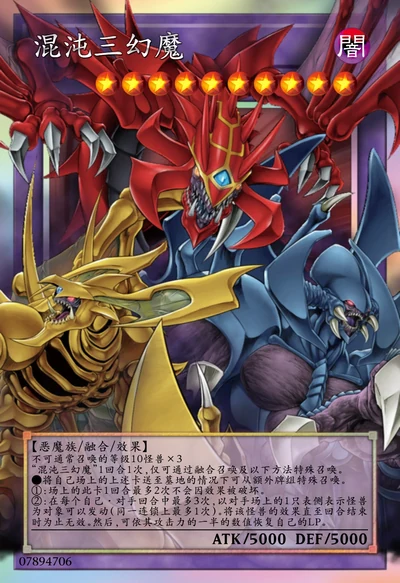 混沌三幻魔
闇
【恶魔族/融合/效果】
不可通常召唤的等级10怪兽×3
“混沌三幻魔”1回合1次,仅可通过融合召唤及以下方法特殊召唤。
●将自己场上的上述卡送至墓地的情况下可从额外牌组特殊召唤。
①:场上的此卡1回合最多2次不会因效果被破坏。
②:在每个自己・对手回合中最多3次,以对手场上的1只表侧表示怪兽
为对象可以发动(同一连锁上最多1次)。将该怪兽的效果直至回合结束
时为止无效。然后,可依其攻击力的一半的数值恢复自己的LP。
ATK/5000 DEF/5000
07894706